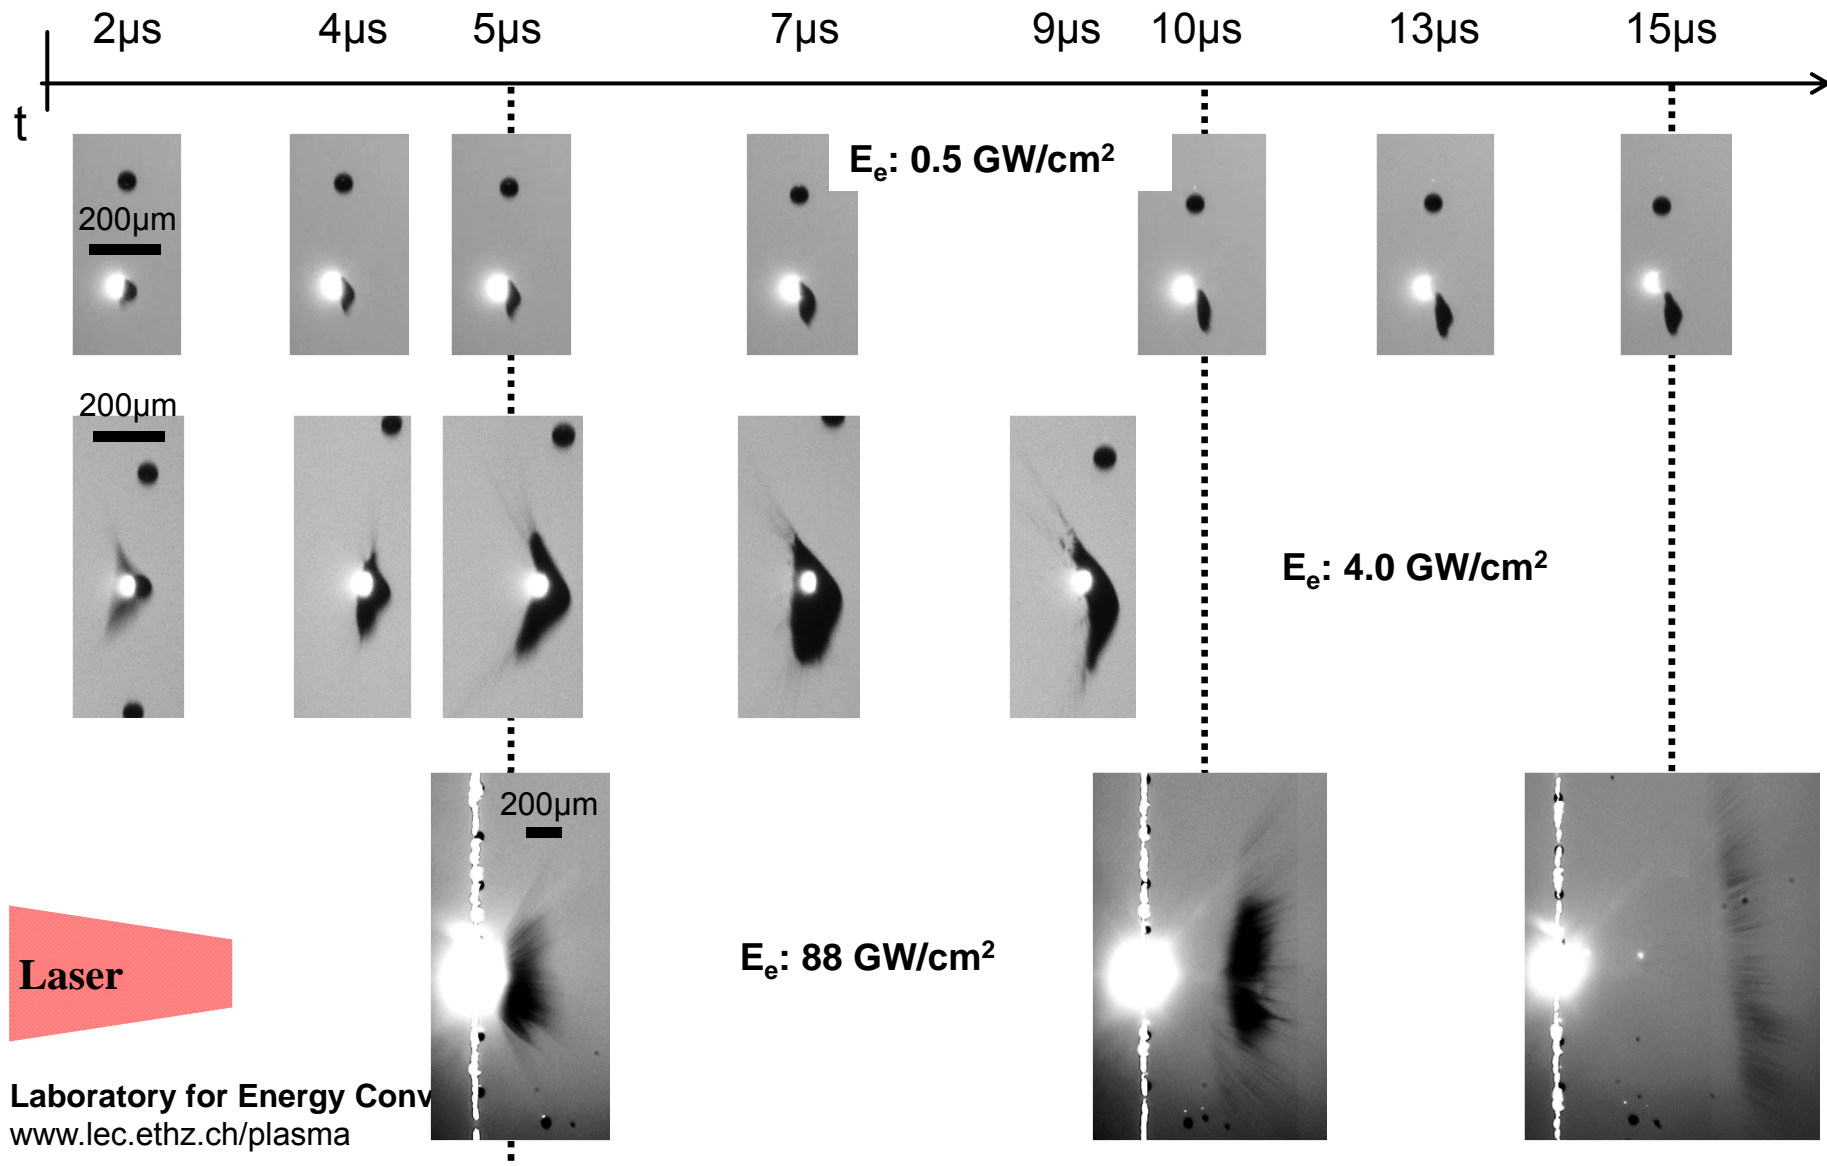 2µs 4µs 5µs 7µs 9µs 10µs 13µs 15µs
t
Eₑ: 0.5 GW/cm²
200µm
200µm
Eₑ: 4.0 GW/cm²
200µm
Eₑ: 88 GW/cm²
Laser
Laboratory for Energy Conv
www.lec.ethz.ch/plasma